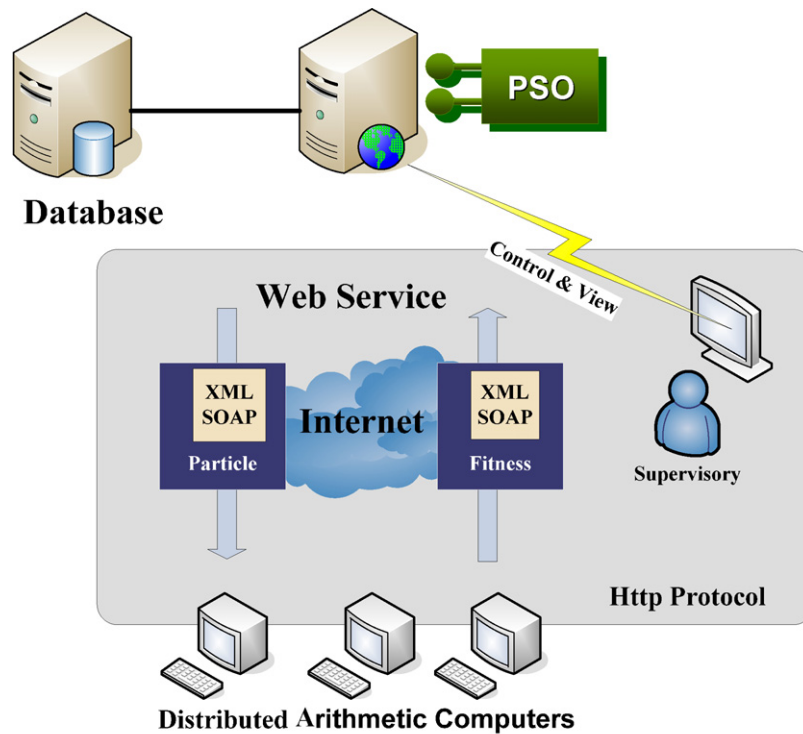 PSO
Database
Control & View
Web Service
XML
SOAP
Particle
Internet
XML
SOAP
Fitness
Supervisory
Http Protocol
Distributed Arithmetic Computers